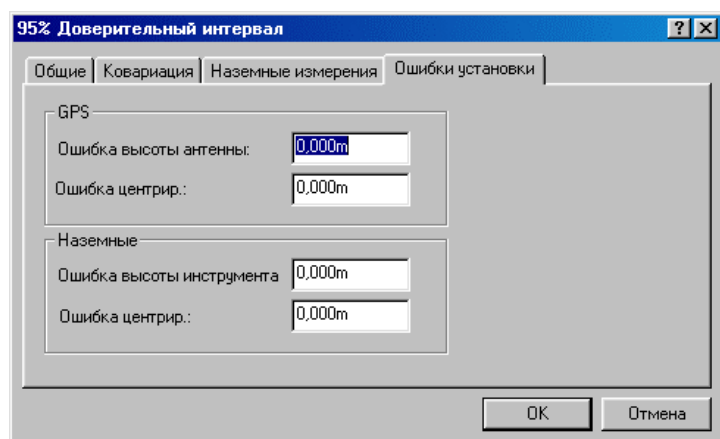 95% Доверительный интервал
Общие Ковариация Наземные измерения Ошибки установки
GPS
Ошибка высоты антенны: 0,000m
Ошибка центрир.: 0,000m
Наземные
Ошибка высоты инструмента 0,000m
Ошибка центрир.: 0,000m
OK Отмена